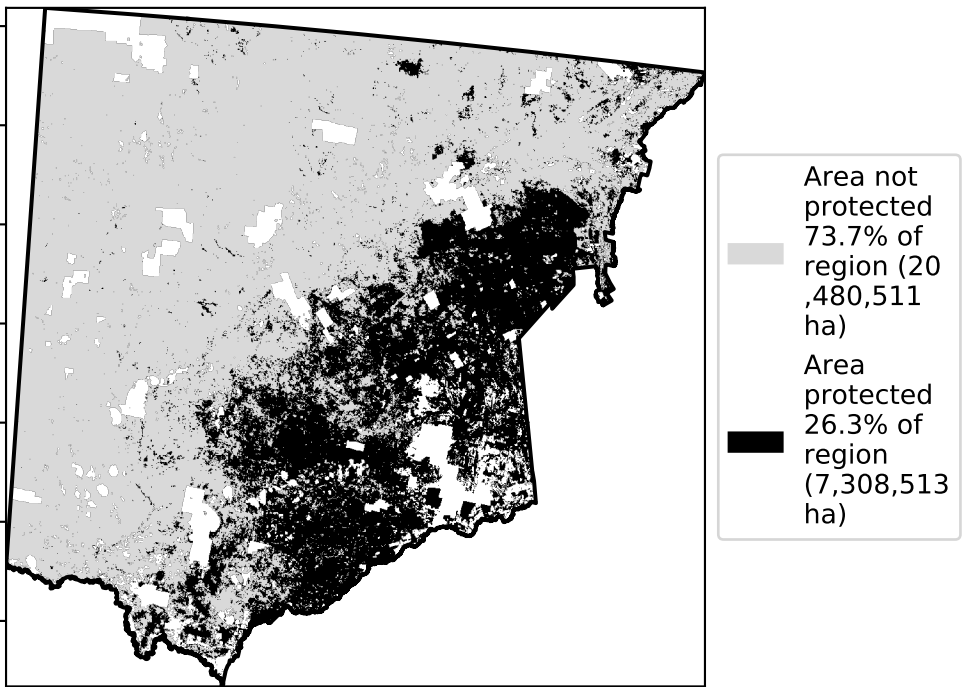 Area not
protected
73.7% of
region (20
,480,511
ha)
Area
protected
26.3% of
region
(7,308,513
ha)